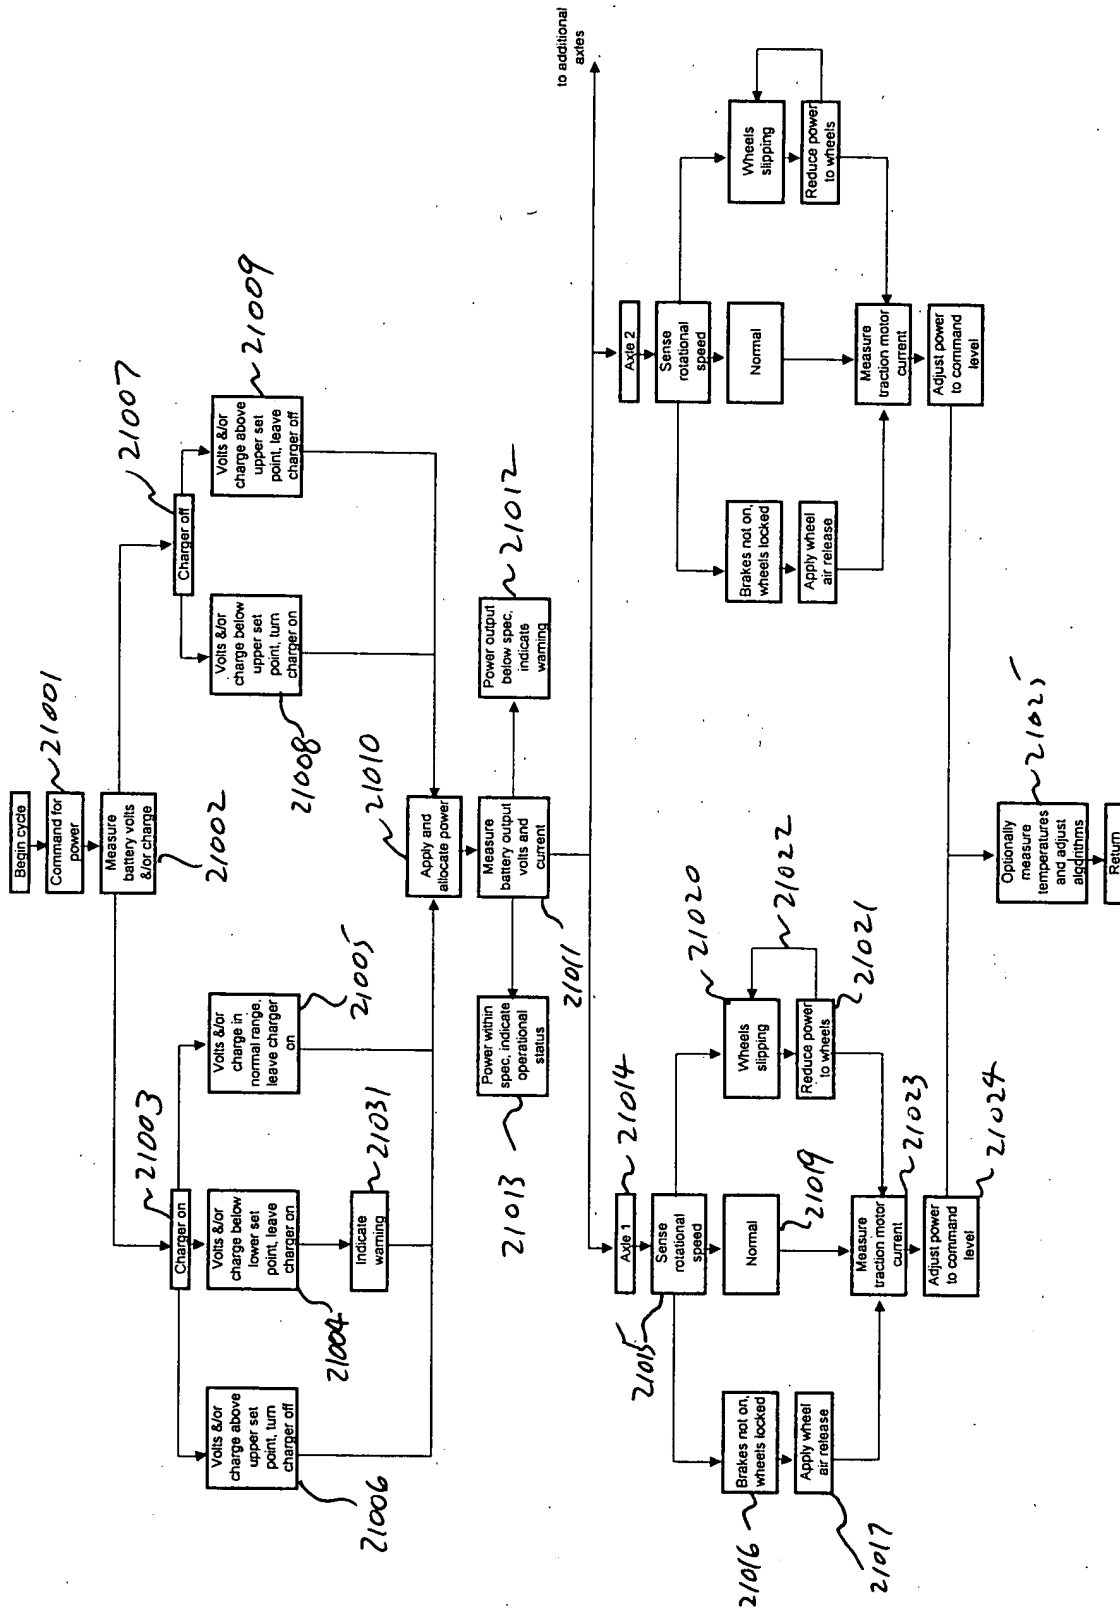 Begin cycle
Command for
power
21001
Measure
battery volts
&/or charge
21002
Charger on
21003
Charger off
21007
Volts &/or
charge above
upper set
point, turn
charger off
21006
Volts &/or
charge below
lower set
point, leave
charger on
21004
Volts &/or
charge in
normal range,
leave charger
on
21005
Indicate
warning
21031
Volts &/or
charge below
upper set
point, turn
charger on
21008
Volts &/or
charge above
upper set
point, leave
charger off
21009
Apply and
allocate power
21010
Measure
battery output
volts and
current
21011
Power within
spec, indicate
operational
status
21013
Power output
below spec,
indicate
warning
21012
to additional
axles
Axle 1
21014
Sense
rotational
speed
21015
Brakes not on,
wheels locked
21016
Apply wheel
air release
21017
Normal
21019
Wheels
slipping
21020
Reduce power
to wheels
21021
21022
Measure
traction motor
current
21023
Adjust power
to command
level
21024
Axle 2
Sense
rotational
speed
Brakes not on,
wheels locked
Apply wheel
air release
Normal
Wheels
slipping
Reduce power
to wheels
Measure
traction motor
current
Adjust power
to command
level
Optionally
measure
temperatures
and adjust
algorithms
21025
Return